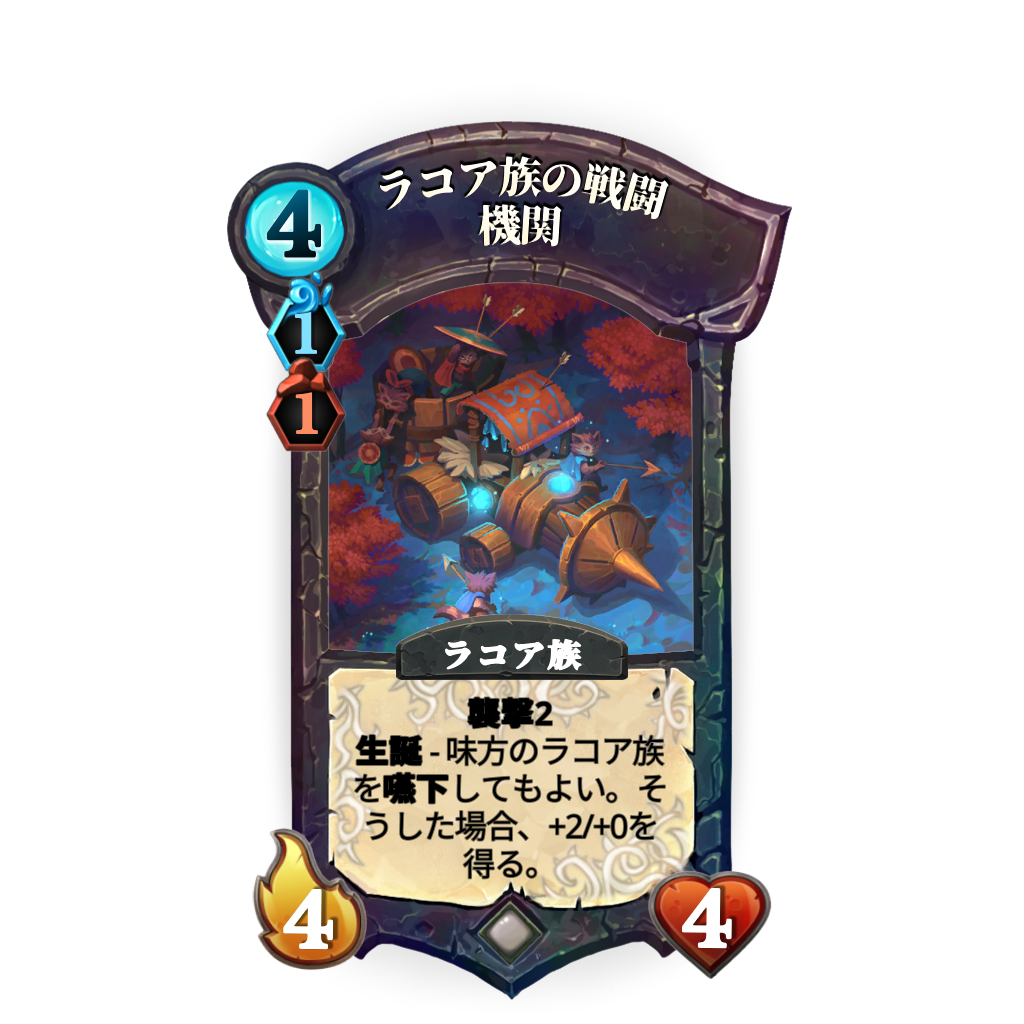 ラコア族の戦闘
機関
4
1
1
ラコア族
襲撃2
生誕 - 味方のラコア族
を嚥下してもよい。そ
うした場合、+2/+0を
得る。
4
4